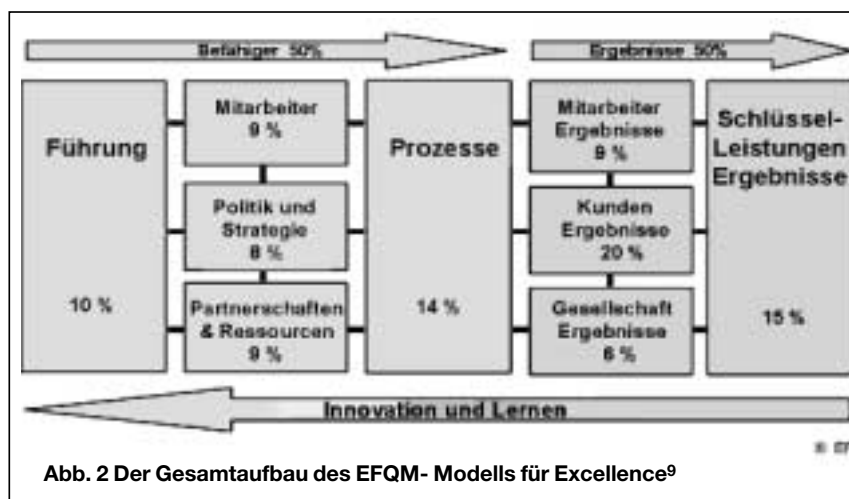 Befähiger 50%
Ergebnisse 50%
Führung
10 %
Mitarbeiter
9 %
Politik und
Strategie
8 %
Partnerschaften
& Ressourcen
9 %
Prozesse
14 %
Mitarbeiter
Ergebnisse
9 %
Kunden
Ergebnisse
20 %
Gesellschaft
Ergebnisse
6 %
Schlüssel-
Leistungen
Ergebnisse
15 %
Innovation und Lernen
Abb. 2 Der Gesamtaufbau des EFQM- Modells für Excellence⁹